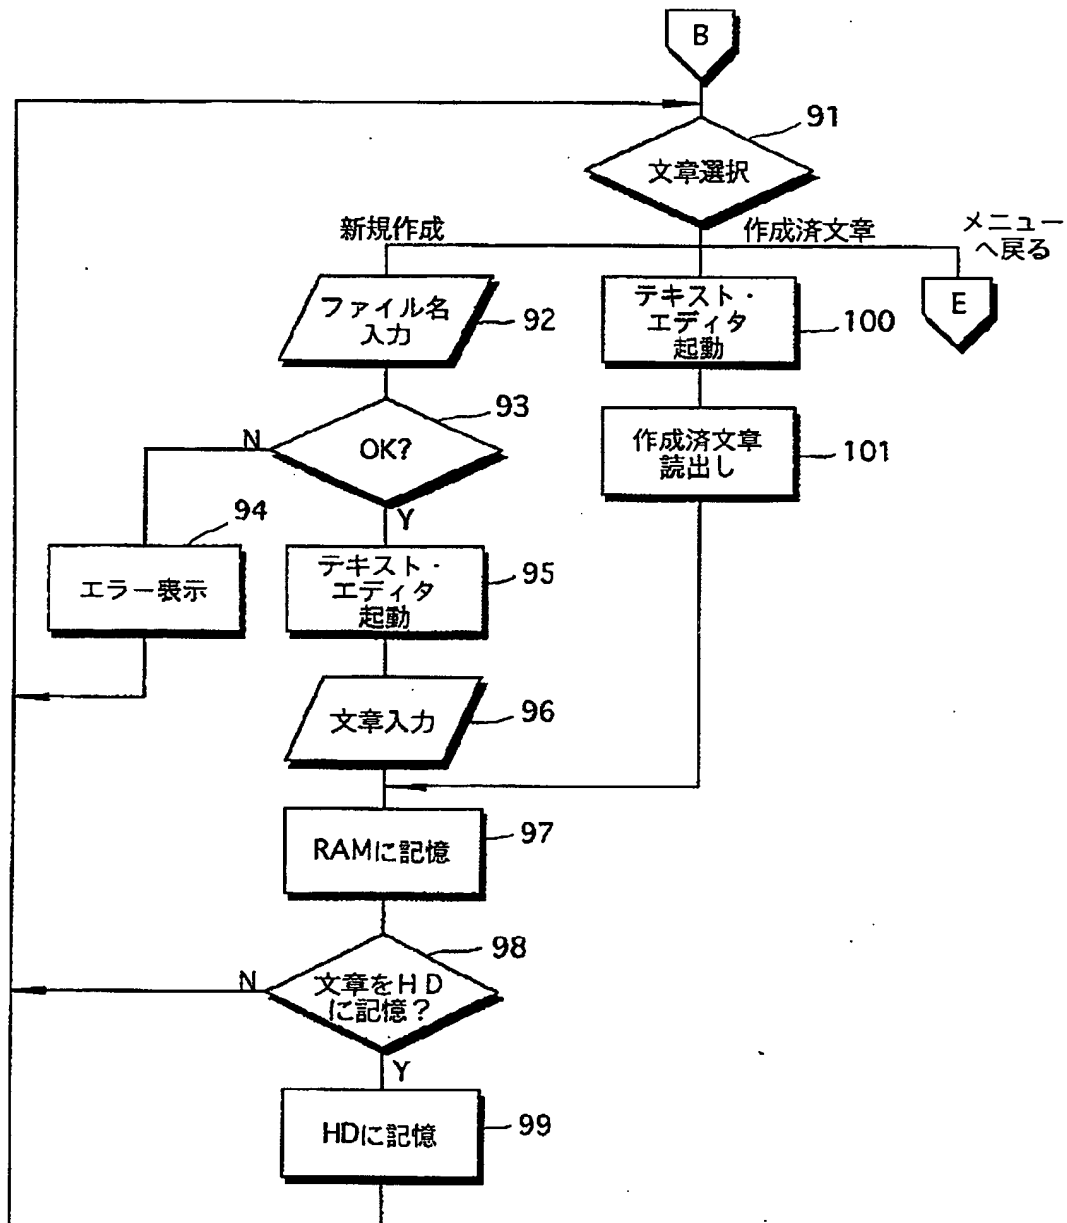 B
91
文章選択
新規作成
作成済文章
メニュー
へ戻る
ファイル名
入力
92
テキスト・
エディタ
起動
100
E
93
OK?
N
Y
作成済文章
読出し
101
94
エラー表示
テキスト・
エディタ
起動
95
文章入力
96
RAMに記憶
97
98
文章をHD
に記憶?
N
Y
HDに記憶
99